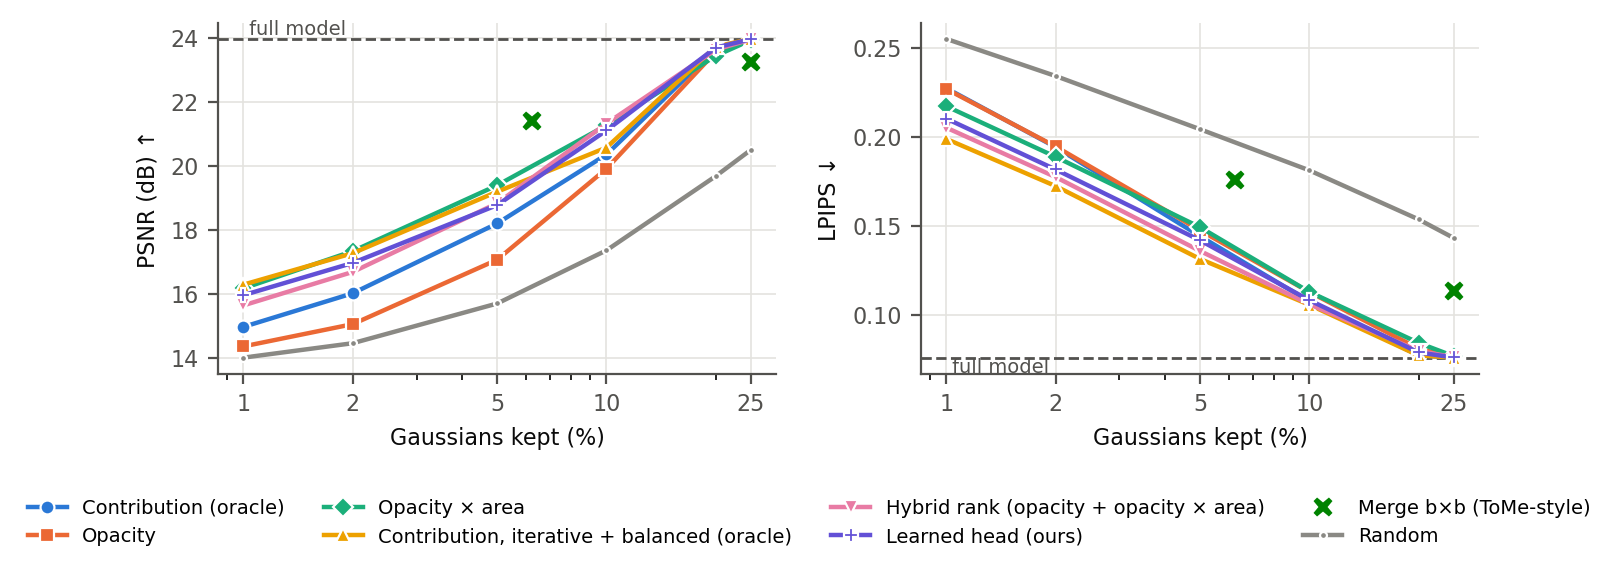 full model
24
22
20
18
16
14
PSNR (dB) ↑
1 2 5 10 25
Gaussians kept (%)
0.25
0.20
0.15
0.10
LPIPS ↓
full model
1 2 5 10 25
Gaussians kept (%)
Contribution (oracle)
Opacity
Opacity × area
Contribution, iterative + balanced (oracle)
Hybrid rank (opacity + opacity × area)
Learned head (ours)
Merge b×b (ToMe-style)
Random